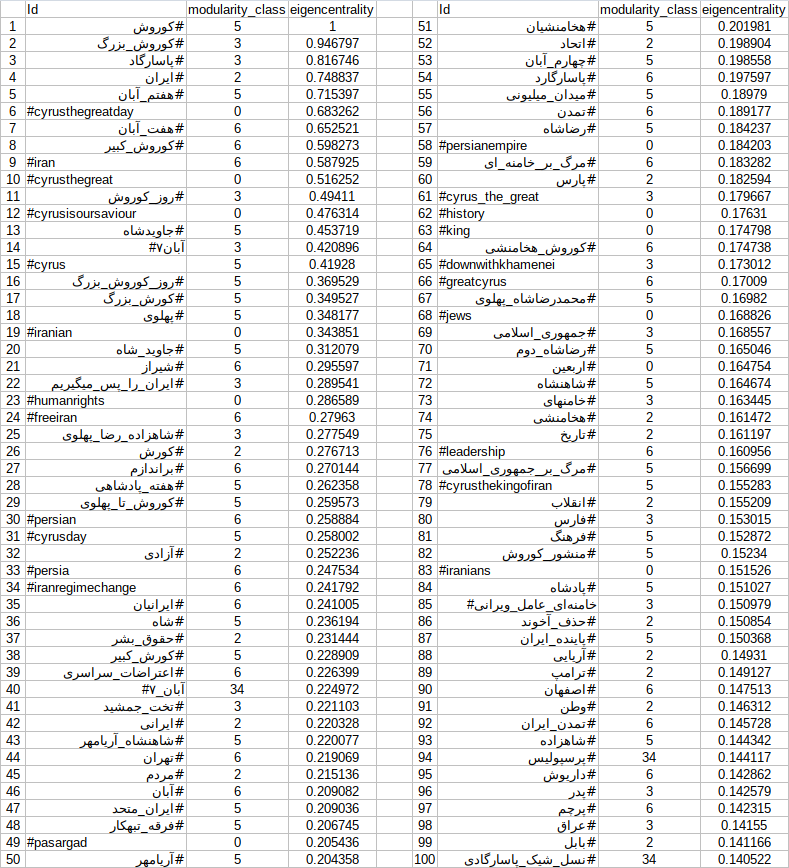 Id modularity_class eigencentrality Id modularity_class eigencentrality
1 #کوروش 5 1 51 #هخامنشیان 5 0.201981
2 #کوروش_بزرگ 3 0.946797 52 #اتحاد 2 0.198904
3 #پاسارگاد 3 0.816746 53 #چهارم_آبان 5 0.198558
4 #ایران 2 0.748837 54 #پاسارگارد 6 0.197597
5 #هفتم_آبان 5 0.715397 55 #میدان_میلیونی 5 0.18979
6 #cyrusthegreatday 0 0.683262 56 #تمدن 6 0.189177
7 #هفت_آبان 6 0.652521 57 #رضاشاه 5 0.184237
8 #کوروش_کبیر 6 0.598273 58 #persianempire 0 0.184203
9 #iran 6 0.587925 59 #مرگ_بر_خامنه_ای 6 0.183282
10 #cyrusthegreat 0 0.516252 60 #پارس 2 0.182594
11 #روز_کوروش 3 0.49411 61 #cyrus_the_great 3 0.179667
12 #cyrusisoursaviour 0 0.476314 62 #history 0 0.17631
13 #جاویدشاه 5 0.453719 63 #king 0 0.174798
14 #۷آبان 3 0.420896 64 #کوروش_هخامنشی 6 0.174738
15 #cyrus 5 0.41928 65 #downwithkhamenei 3 0.173012
16 #روز_کوروش_بزرگ 5 0.369529 66 #greatcyrus 6 0.17009
17 #کورش_بزرگ 5 0.349527 67 #محمدرضاشاه_پهلوی 5 0.16982
18 #پهلوی 5 0.348177 68 #jews 0 0.168826
19 #iranian 0 0.343851 69 #جمهوری_اسلامی 3 0.168557
20 #جاوید_شاه 5 0.312079 70 #رضاشاه_دوم 5 0.165046
21 #شیراز 6 0.295597 71 #اربعین 0 0.164754
22 #ایران_را_پس_میگیریم 3 0.289541 72 #شاهنشاه 5 0.164674
23 #humanrights 0 0.286589 73 #خامنهای 3 0.163445
24 #freeiran 6 0.27963 74 #هخامنشی 2 0.161472
25 #شاهزاده_رضا_پهلوی 3 0.277549 75 #تاریخ 2 0.161197
26 #کورش 2 0.276713 76 #leadership 6 0.160956
27 #براندازم 6 0.270144 77 #مرگ_بر_جمهوری_اسلامی 5 0.156699
28 #هفته_پادشاهی 5 0.262358 78 #cyrusthekingofiran 5 0.155283
29 #کوروش_تا_پهلوی 5 0.259573 79 #انقلاب 2 0.155209
30 #persian 6 0.258884 80 #فارس 3 0.153015
31 #cyrusday 5 0.258002 81 #فرهنگ 5 0.152872
32 #آزادی 2 0.252236 82 #منشور_کوروش 5 0.15234
33 #persia 6 0.247534 83 #iranians 0 0.151526
34 #iranregimechange 6 0.241792 84 #پادشاه 5 0.151027
35 #ایرانیان 6 0.241005 85 #خامنه‌ای_عامل_ویرانی 3 0.150979
36 #شاه 5 0.236194 86 #حذف_آخوند 2 0.150854
37 #حقوق_بشر 2 0.231444 87 #پاینده_ایران 5 0.150368
38 #کورش_کبیر 5 0.228909 88 #آریایی 2 0.14931
39 #اعتراضات_سراسری 6 0.226399 89 #ترامپ 2 0.149127
40 #۷_آبان 34 0.224972 90 #اصفهان 6 0.147513
41 #تخت_جمشید 3 0.221103 91 #وطن 2 0.146312
42 #ایرانی 2 0.220328 92 #تمدن_ایران 6 0.145728
43 #شاهنشاه_آریامهر 5 0.220077 93 #شاهزاده 5 0.144342
44 #تهران 6 0.219069 94 #پرسپولیس 34 0.144117
45 #مردم 2 0.215136 95 #داریوش 6 0.142862
46 #آبان 6 0.209082 96 #پدر 3 0.142579
47 #ایران_متحد 5 0.209036 97 #پرچم 6 0.142315
48 #فرقه_تبهکار 5 0.206745 98 #عراق 3 0.14155
49 #pasargad 0 0.205436 99 #بابل 2 0.141166
50 #آریامهر 5 0.204358 100 #نسل_شیک_پاسارگادی 34 0.140522